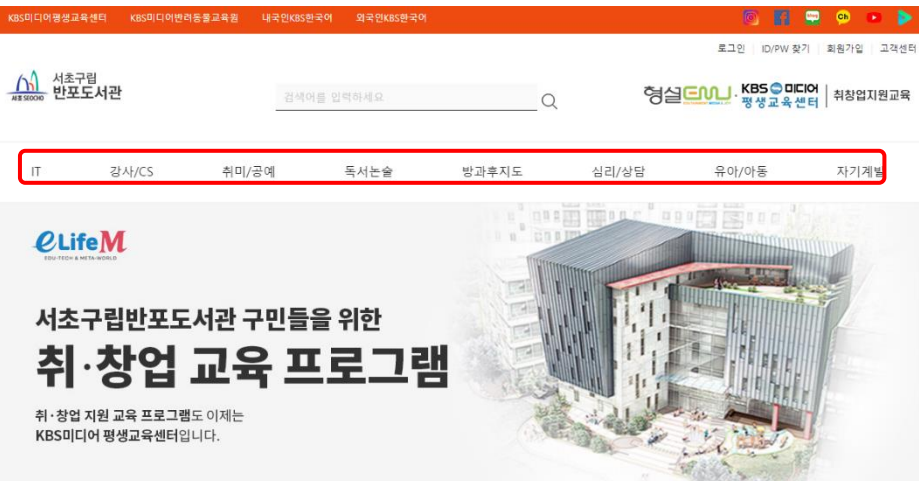 KBS미디어평생교육센터 KBS미디어반려동물교육원 내국인KBS한국어 외국인KBS한국어
로그인 ID/PW 찾기 회원가입 고객센터
서초구립
반포도서관
서초 SEOCHO
검색어를 입력하세요
형설EMJ · KBS 미디어 평생교육센터 취창업지원교육
IT 강사/CS 취미/공예 독서논술 방과후지도 심리/상담 유아/아동 자기계발
eLifeM
EDU-TECH & META-WORLD
서초구립반포도서관 구민들을 위한
취·창업 교육 프로그램
취·창업 지원 교육 프로그램도 이제는
KBS미디어 평생교육센터입니다.